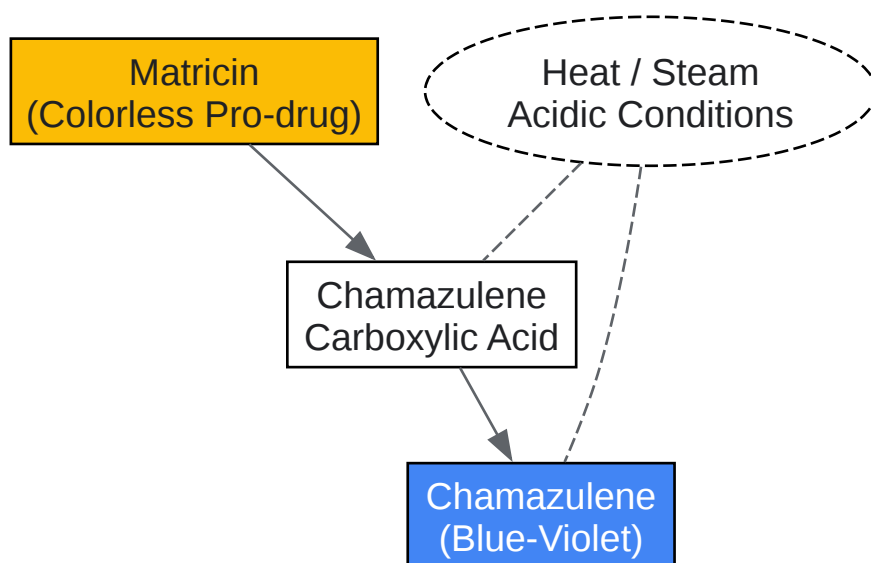 Matricin
(Colorless Pro-drug)
Heat / Steam
Acidic Conditions
Chamazulene
Carboxylic Acid
Chamazulene
(Blue-Violet)